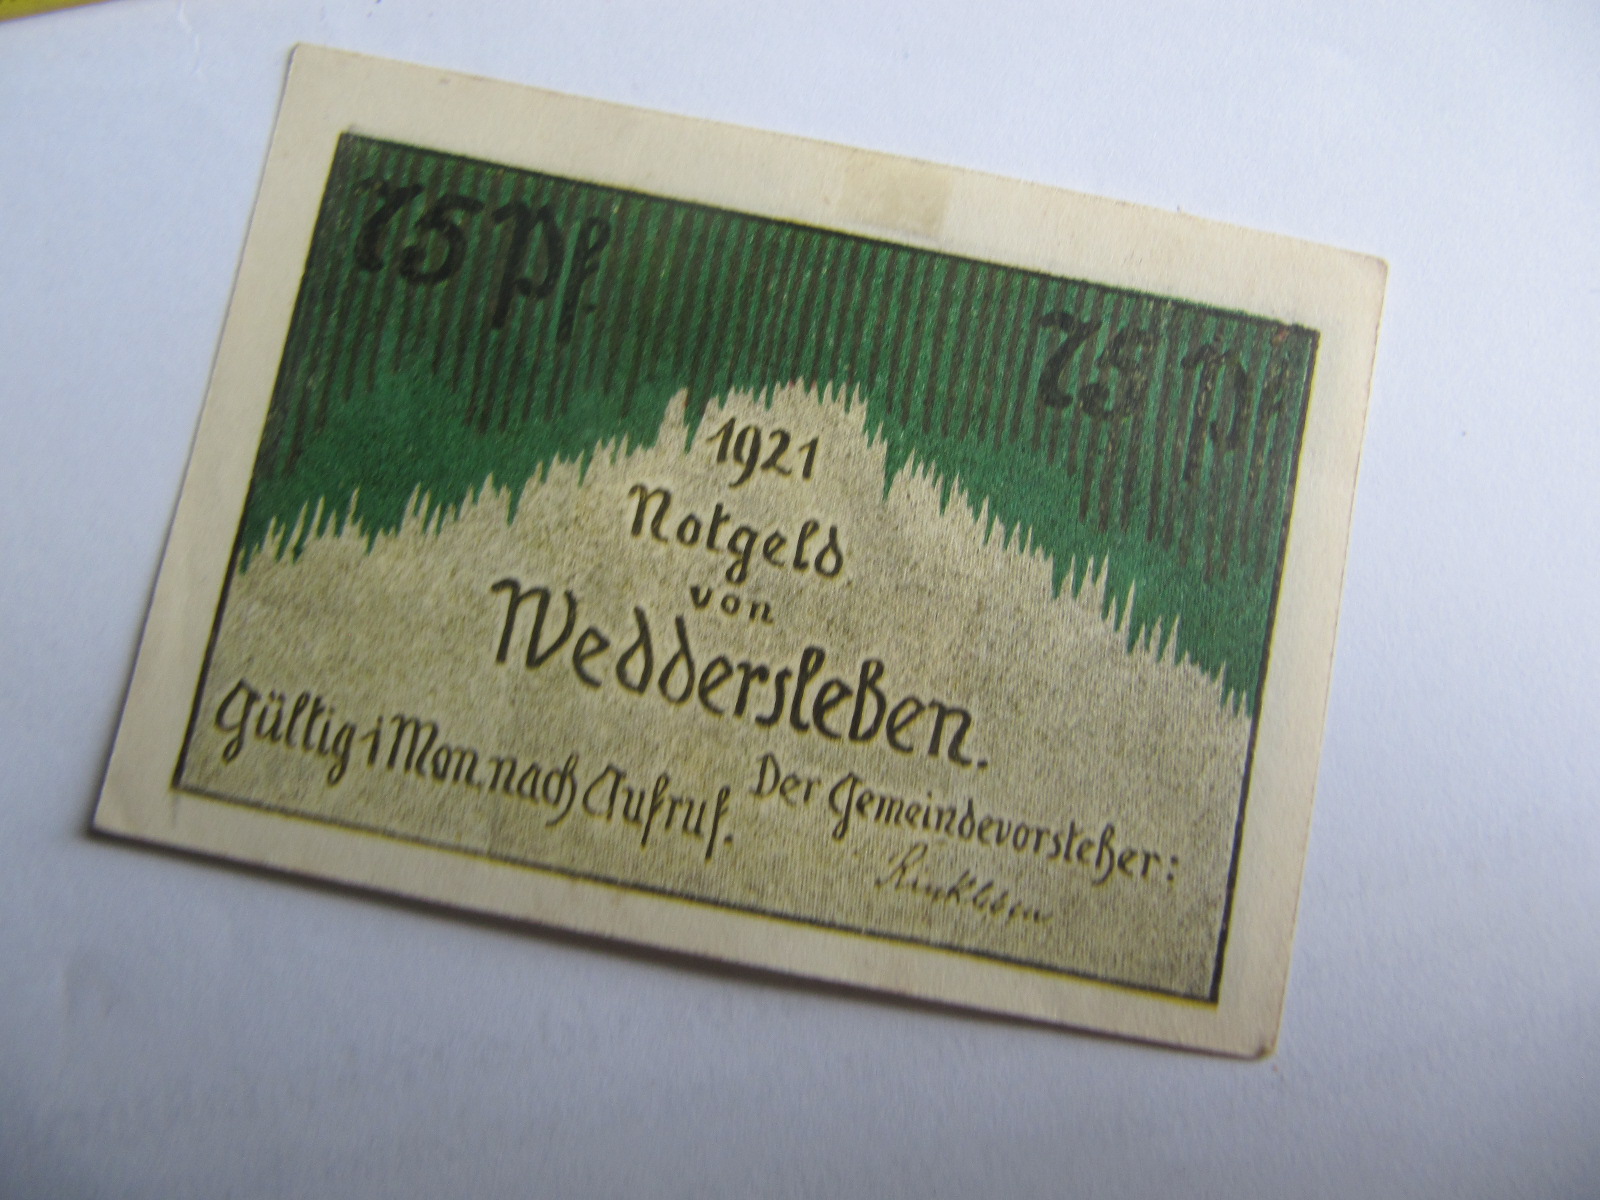 75 Pf.
75 Pf.
1921
Notgeld
von
Weddersleben.
Gültig 1 Mon. nach Aufruf.
Der Gemeindevorsteher: